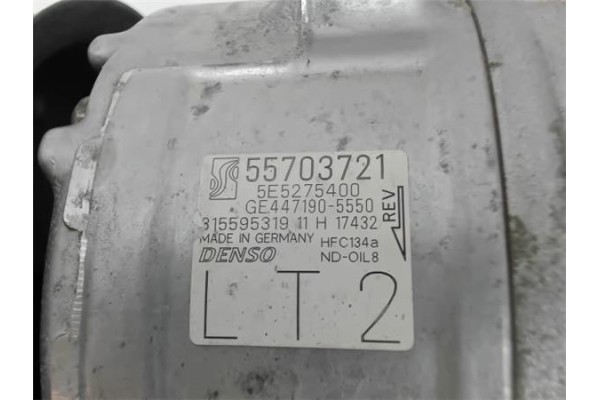 55703721
5E5275400
GE447190-5550
315595319 11 H 17432
REV
MADE IN GERMANY HFC134a
DENSO ND-OIL8
LT2